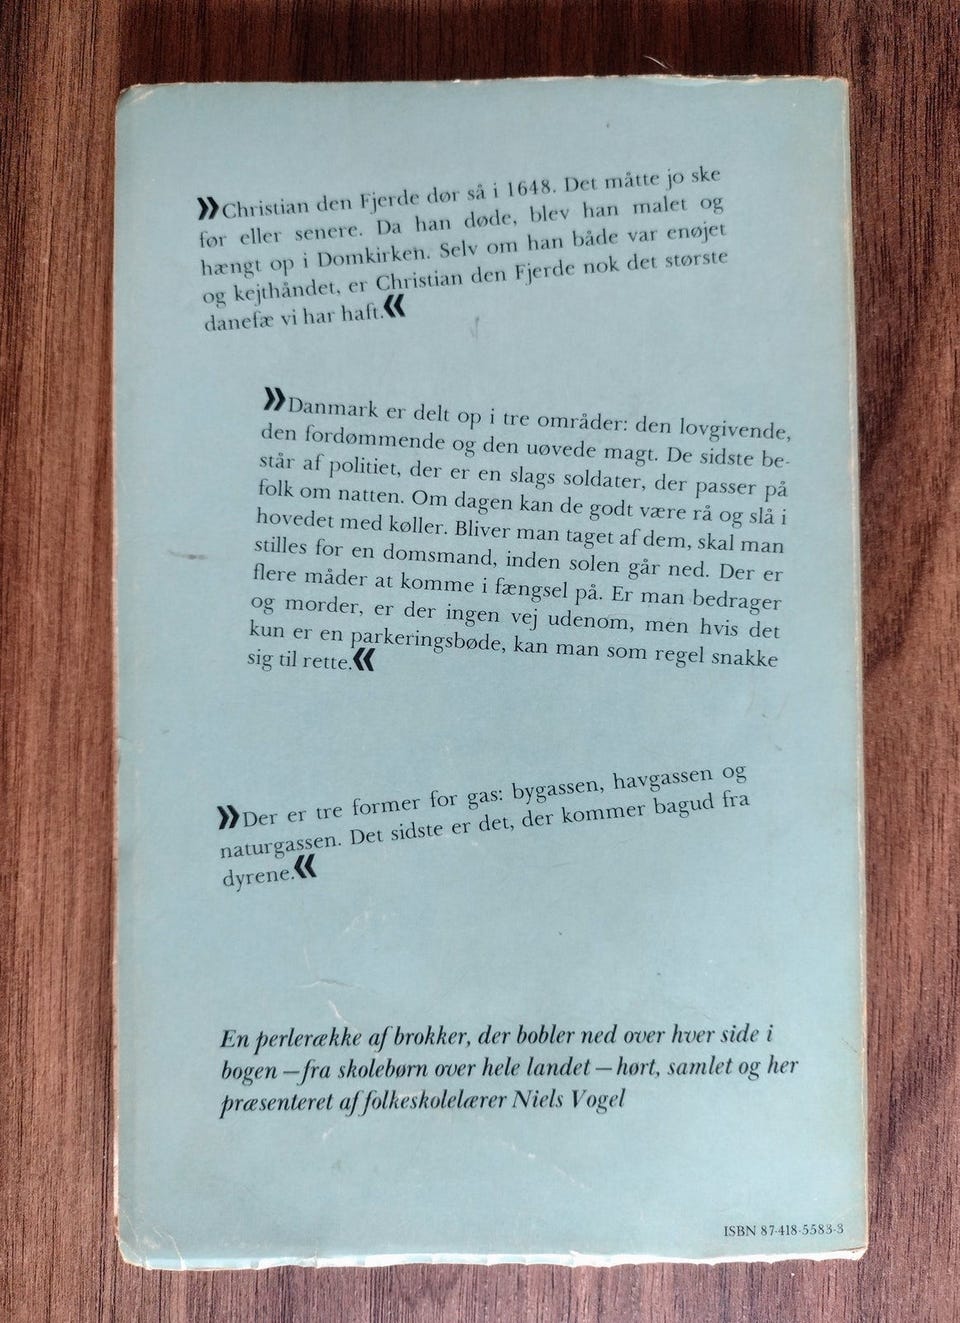 »Christian den Fjerde dør så i 1648. Det måtte jo ske
før eller senere. Da han døde, blev han malet og
hængt op i Domkirken. Selv om han både var enøjet
og kejthåndet, er Christian den Fjerde nok det største
danefæ vi har haft.«
»Danmark er delt op i tre områder: den lovgivende,
den fordømmende og den uøvede magt. De sidste be-
står af politiet, der er en slags soldater, der passer på
folk om natten. Om dagen kan de godt være rå og slå i
hovedet med køller. Bliver man taget af dem, skal man
stilles for en domsmand, inden solen går ned. Der er
flere måder at komme i fængsel på. Er man bedrager
og morder, er der ingen vej udenom, men hvis det
kun er en parkeringsbøde, kan man som regel snakke
sig til rette.«
»Der er tre former for gas: bygassen, havgassen og
naturgassen. Det sidste er det, der kommer bagud fra
dyrene.«
En perlerække af brokker, der bobler ned over hver side i
bogen – fra skolebørn over hele landet – hørt, samlet og her
præsenteret af folkeskolelærer Niels Vogel
ISBN 87-418-5583-3